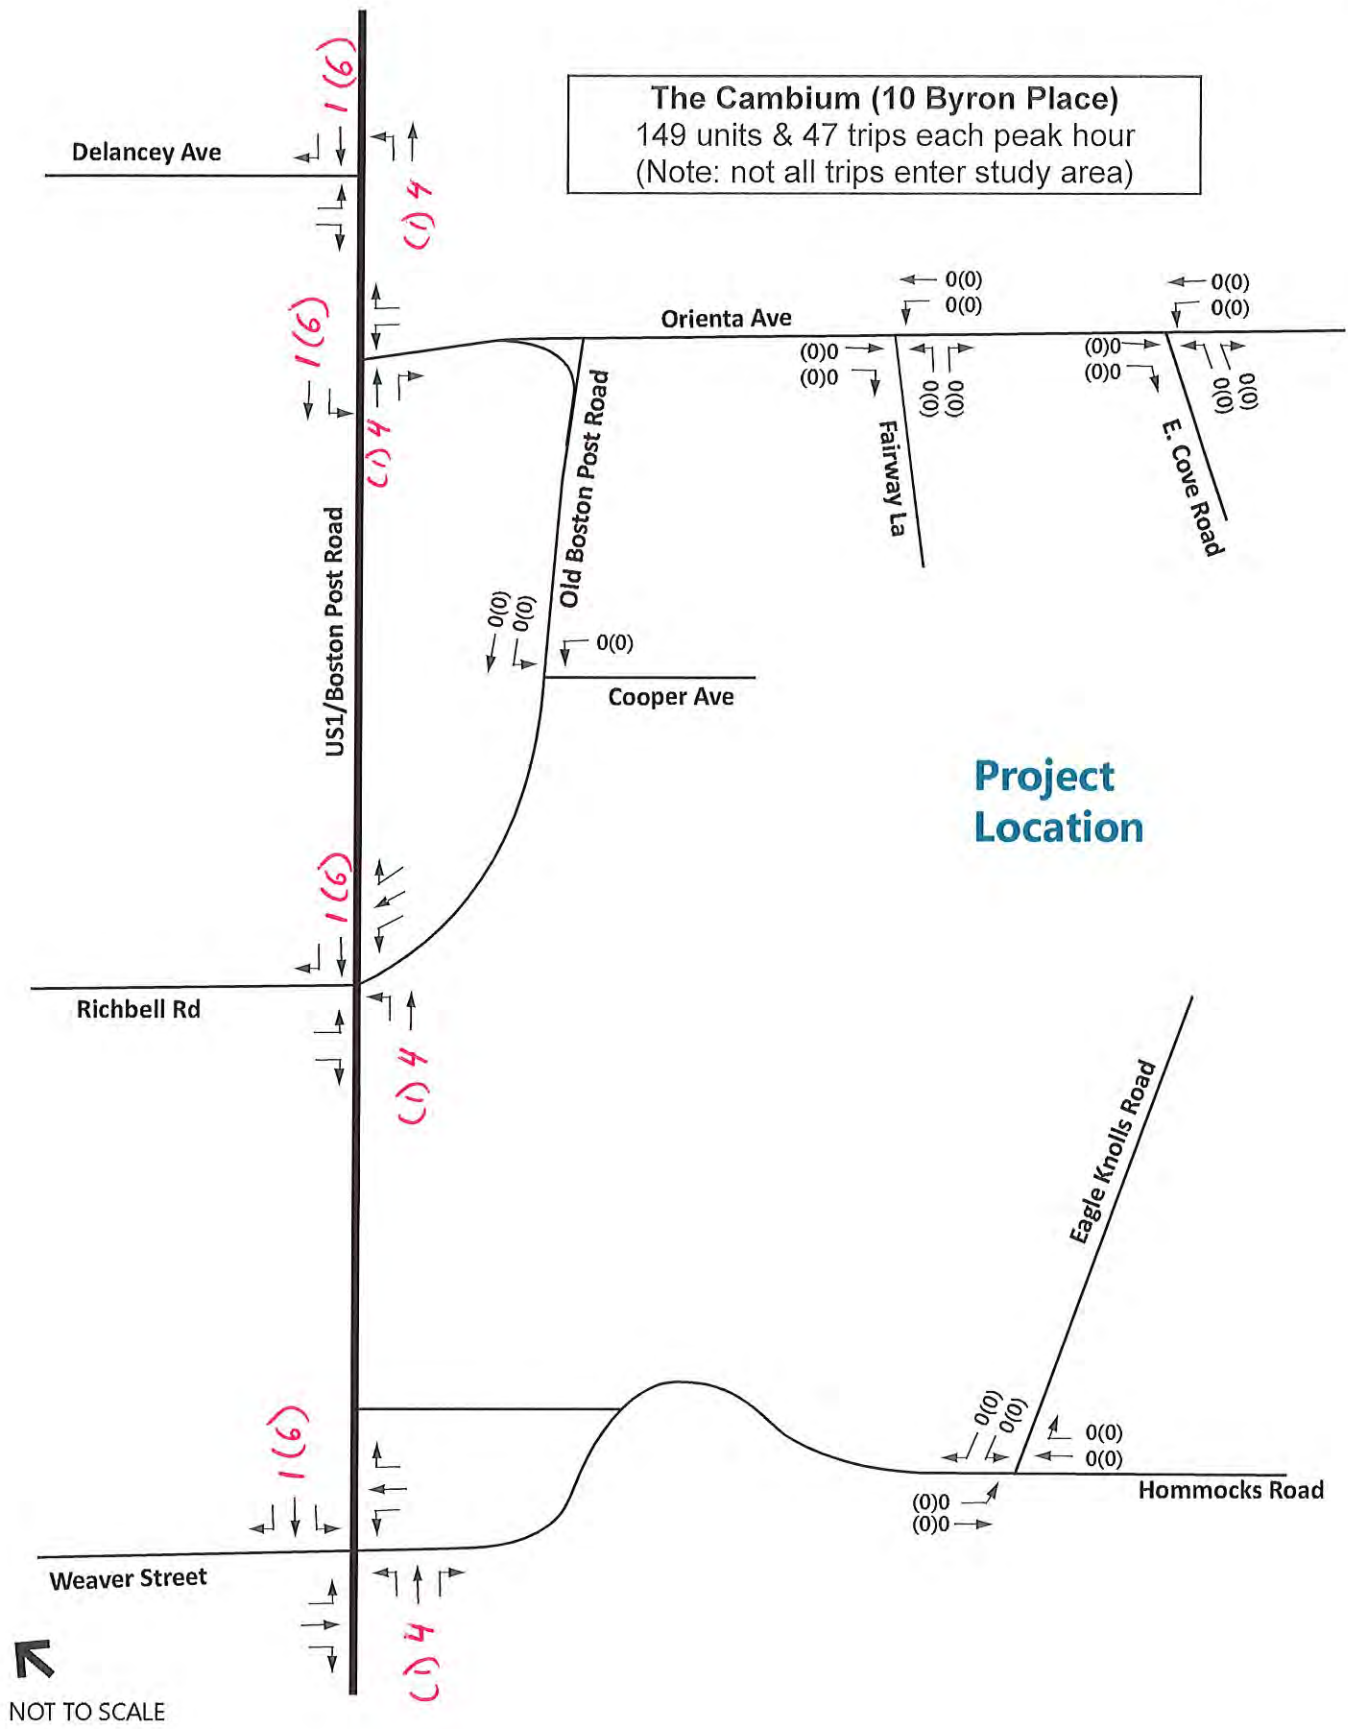 1(6)
The Cambium (10 Byron Place)
149 units & 47 trips each peak hour
(Note: not all trips enter study area)
Delancey Ave
(1) 4
1(6)
Orienta Ave
0(0)
0(0)
0(0)
0(0)
(0)0
(0)0
0(0)
0(0)
(0)0
(0)0
0(0)
0(0)
Fairway La
E. Cove Road
(1) 4
US1/Boston Post Road
Old Boston Post Road
0(0)
0(0)
0(0)
Cooper Ave
Project
Location
1(6)
Richbell Rd
(1) 4
Eagle Knolls Road
1(6)
0(0)
0(0)
0(0)
0(0)
(0)0
(0)0
Hommocks Road
Weaver Street
(1) 4
NOT TO SCALE